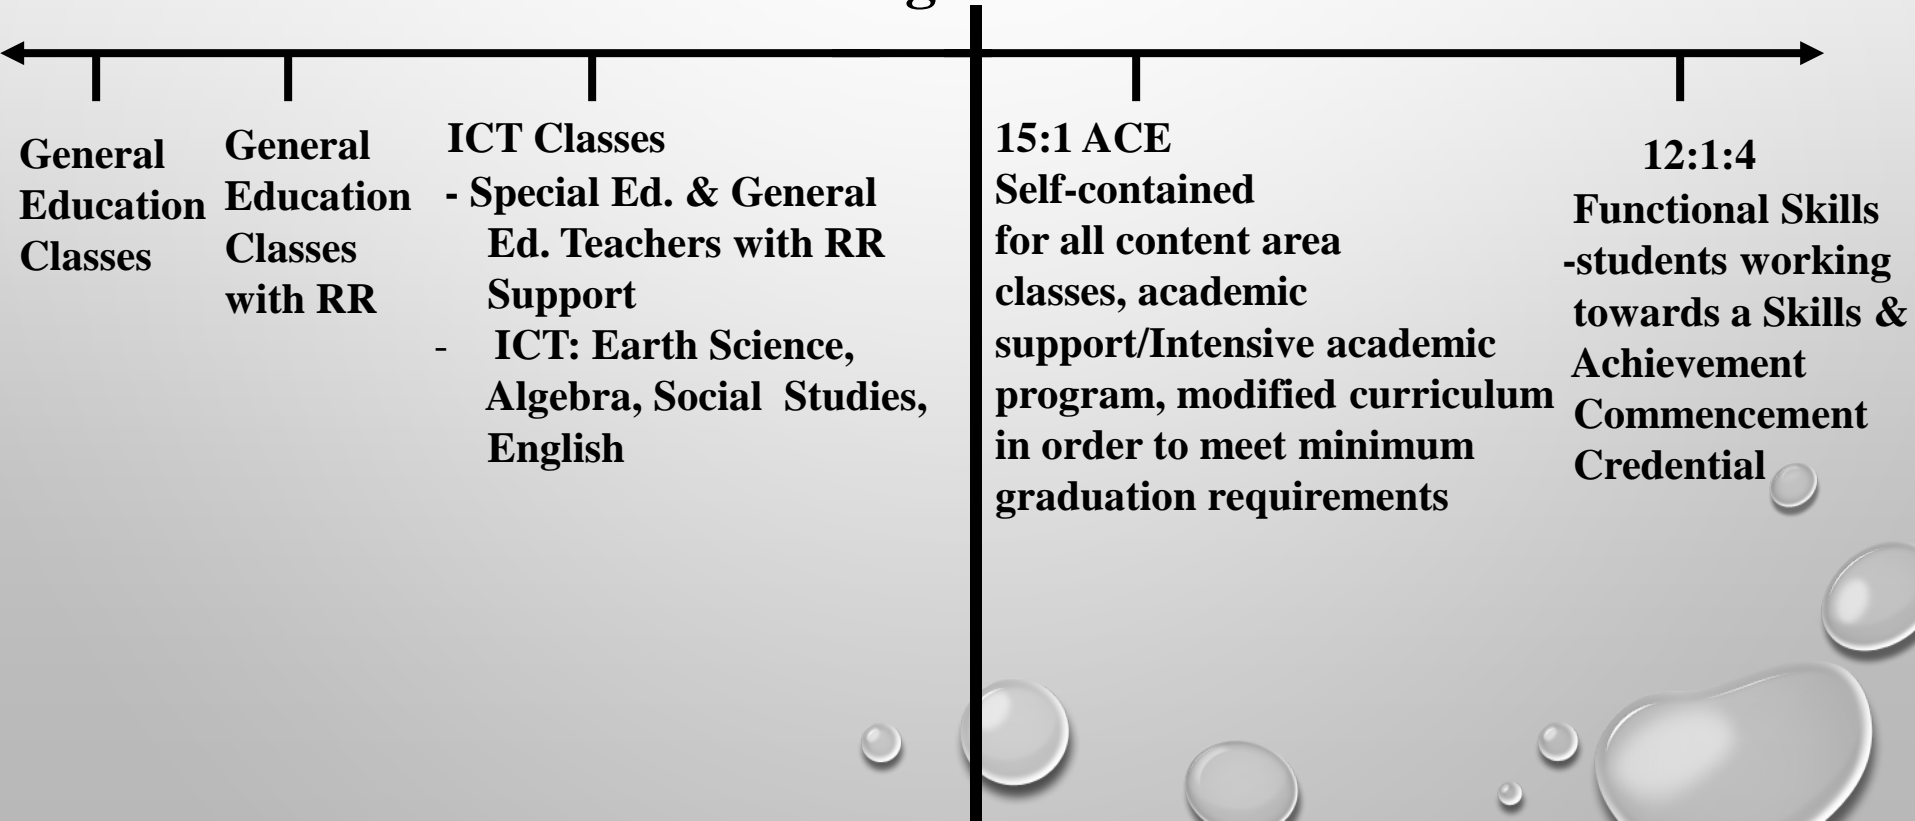 General
Education
Classes
General
Education
Classes
with RR
ICT Classes
- Special Ed. & General
Ed. Teachers with RR
Support
- ICT: Earth Science,
Algebra, Social Studies,
English
15:1 ACE
Self-contained
for all content area
classes, academic
support/Intensive academic
program, modified curriculum
in order to meet minimum
graduation requirements
12:1:4
Functional Skills
-students working
towards a Skills &
Achievement
Commencement
Credential